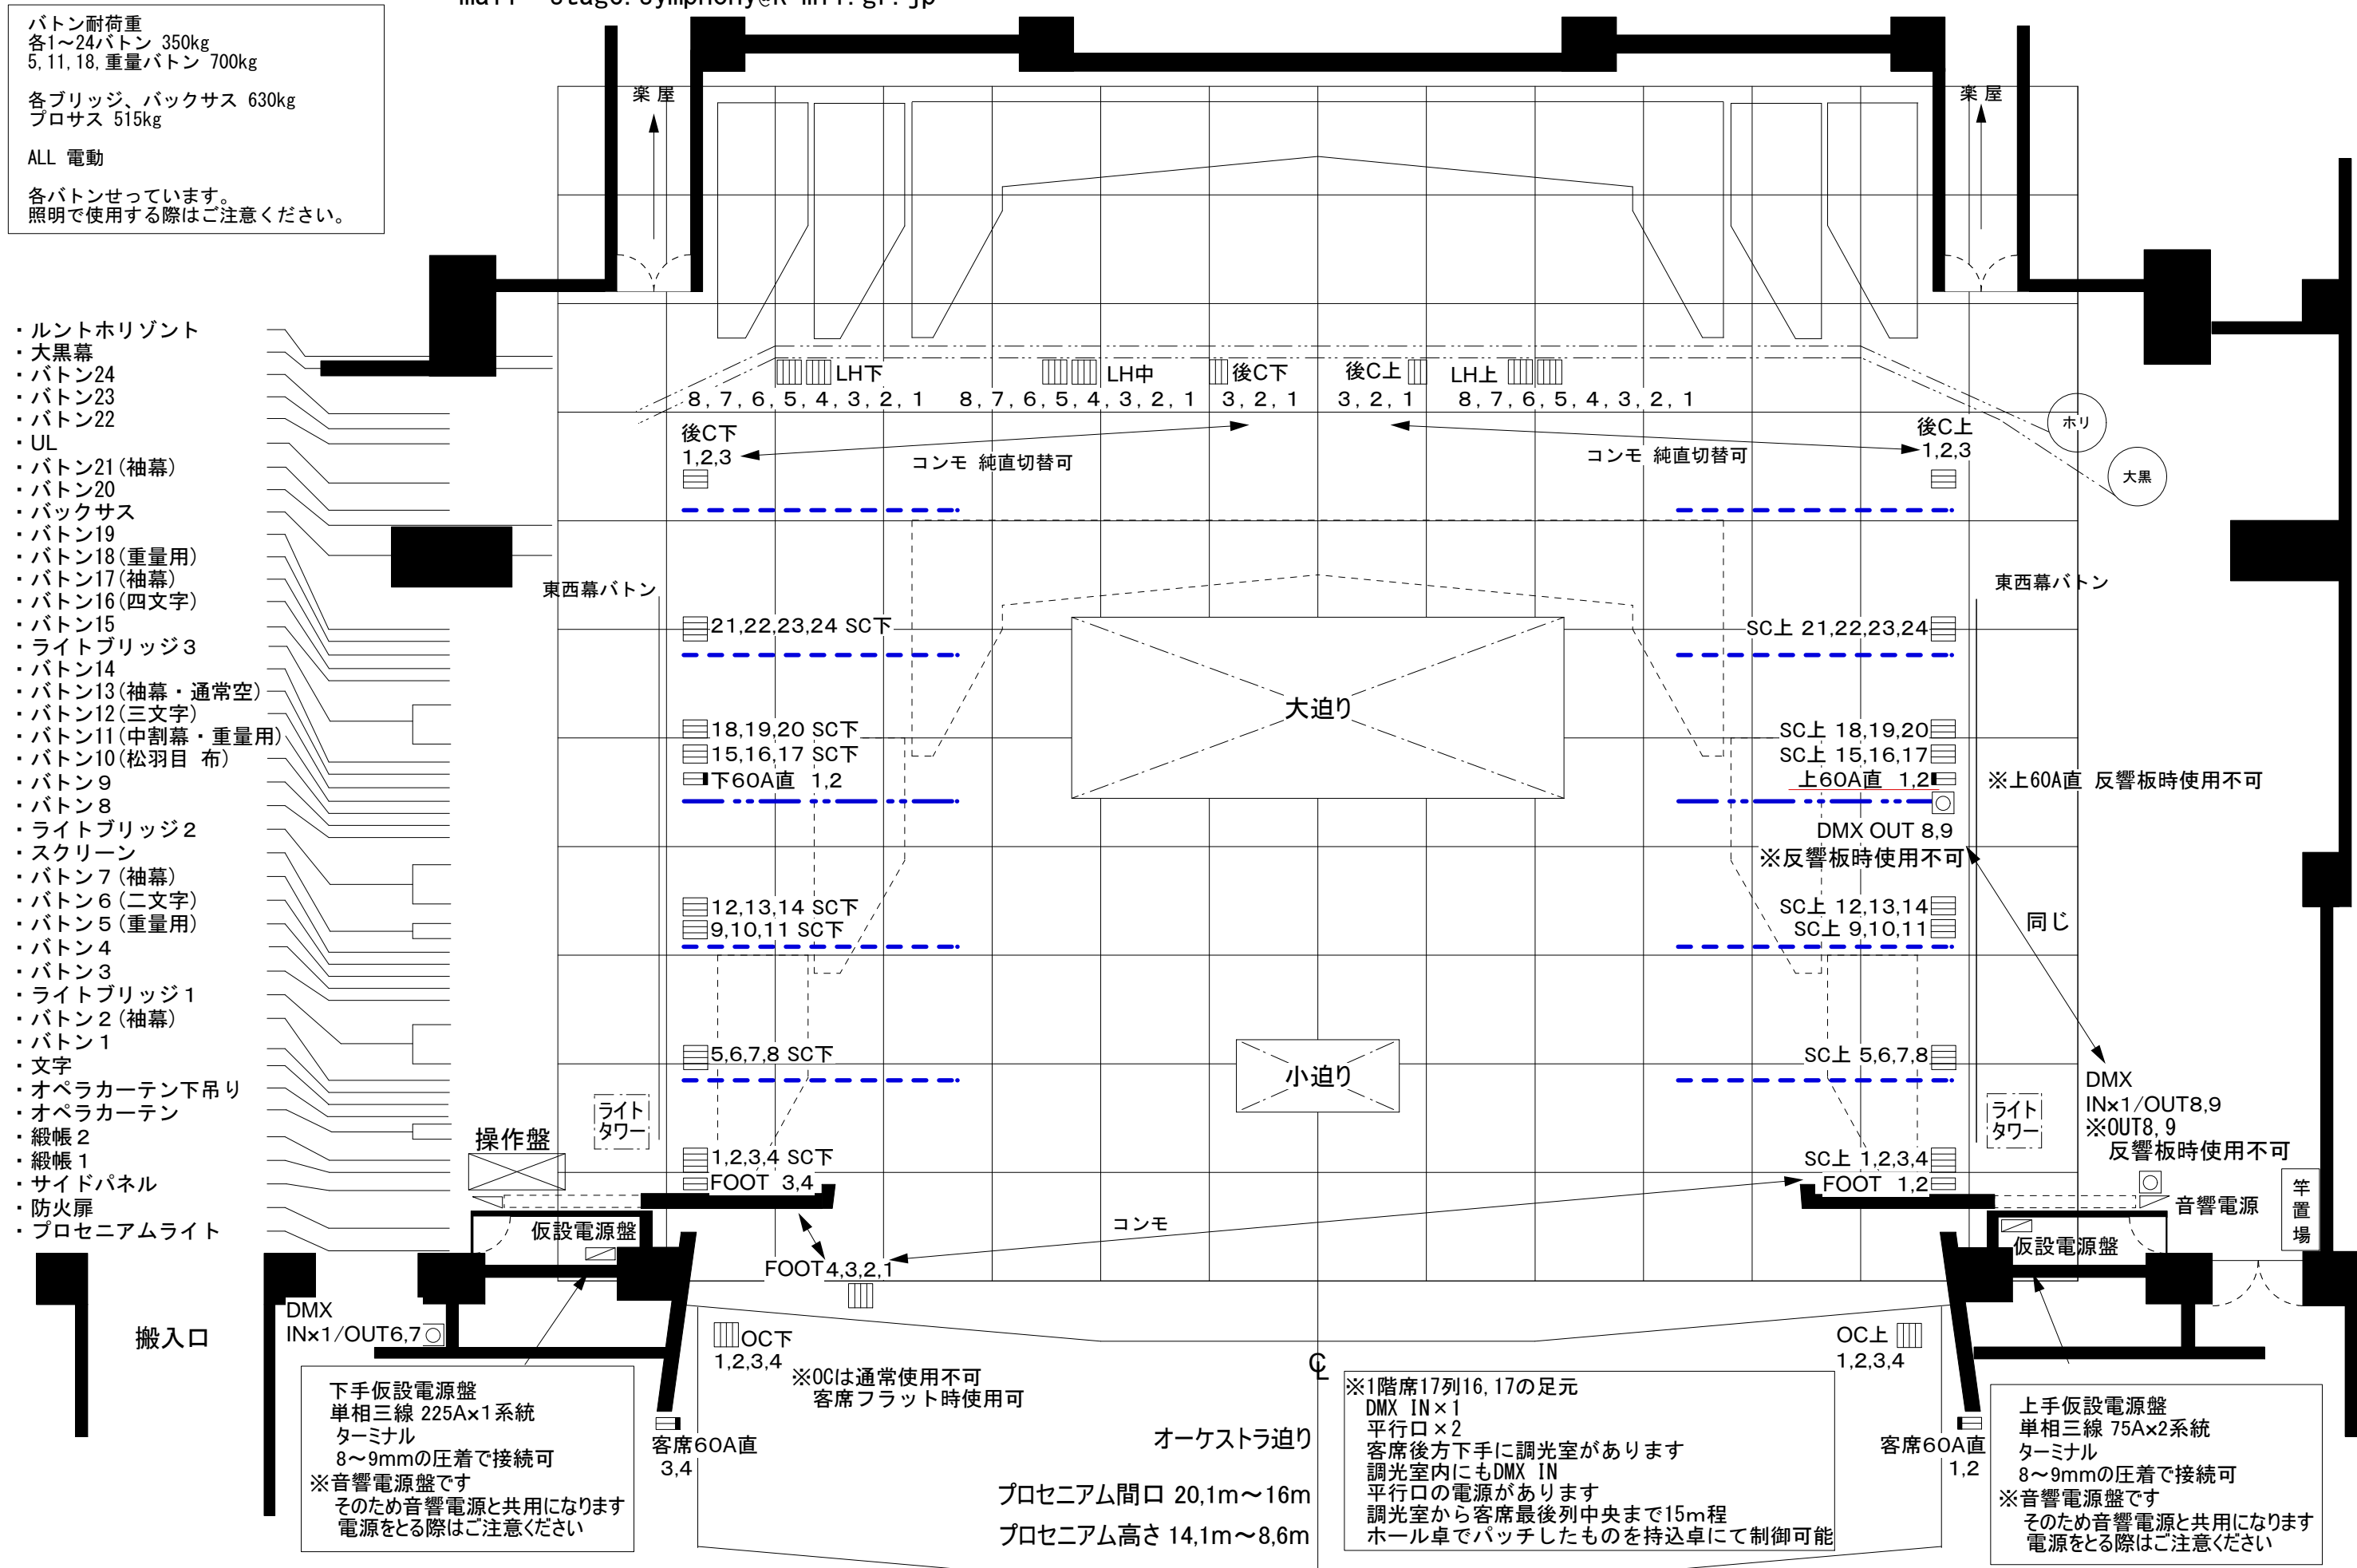 バトン耐荷重
各1～24バトン 350kg
5,11,18,重量バトン 700kg
各ブリッジ、バックサス 630kg
プロサス 515kg
ALL 電動
各バトンせっています。
照明で使用する際はご注意ください。
楽屋
楽屋
・ルントホリゾント
・大黒幕
・バトン24
・バトン23
・バトン22
・UL
・バトン21(袖幕)
・バトン20
・バックサス
・バトン19
・バトン18(重量用)
・バトン17(袖幕)
・バトン16(四文字)
・バトン15
・ライトブリッジ3
・バトン14
・バトン13(袖幕・通常空)
・バトン12(三文字)
・バトン11(中割幕・重量用)
・バトン10(松羽目 布)
・バトン9
・バトン8
・ライトブリッジ2
・スクリーン
・バトン7(袖幕)
・バトン6(二文字)
・バトン5(重量用)
・バトン4
・バトン3
・ライトブリッジ1
・バトン2(袖幕)
・バトン1
・文字
・オペラカーテン下吊り
・オペラカーテン
・緞帳2
・緞帳1
・サイドパネル
・防火扉
・プロセニアムライト
LH下
LH中
後C下
後C上
LH上
8,7,6,5,4,3,2,1
8,7,6,5,4,3,2,1
3,2,1
3,2,1
8,7,6,5,4,3,2,1
後C下
1,2,3
コンモ 純直切替可
コンモ 純直切替可
後C上
1,2,3
ホリ
大黒
東西幕バトン
東西幕バトン
21,22,23,24 SC下
SC上 21,22,23,24
大迫り
18,19,20 SC下
15,16,17 SC下
下60A直 1,2
SC上 18,19,20
SC上 15,16,17
上60A直 1,2
※上60A直 反響板時使用不可
DMX OUT 8,9
※反響板時使用不可
12,13,14 SC下
9,10,11 SC下
SC上 12,13,14
SC上 9,10,11
同じ
5,6,7,8 SC下
小迫り
SC上 5,6,7,8
ライト
タワー
ライト
タワー
DMX
IN×1/OUT8,9
※OUT8,9
反響板時使用不可
操作盤
1,2,3,4 SC下
FOOT 3,4
SC上 1,2,3,4
FOOT 1,2
音響電源
竿置場
仮設電源盤
コンモ
仮設電源盤
FOOT4,3,2,1
搬入口
DMX
IN×1/OUT6,7
OC下
1,2,3,4
※OCは通常使用不可
客席フラット時使用可
OC上
1,2,3,4
下手仮設電源盤
単相三線 225A×1系統
ターミナル
8～9mmの圧着で接続可
※音響電源盤です
そのため音響電源と共用になります
電源をとる際はご注意ください
客席60A直
3,4
オーケストラ迫り
プロセニアム間口 20,1m～16m
プロセニアム高さ 14,1m～8,6m
※1階席17列16,17の足元
DMX IN×1
平行口×2
客席後方下手に調光室があります
調光室内にもDMX IN
平行口の電源があります
調光室から客席最後列中央まで15m程
ホール卓でパッチしたものを持込卓にて制御可能
客席60A直
1,2
上手仮設電源盤
単相三線 75A×2系統
ターミナル
8～9mmの圧着で接続可
※音響電源盤です
そのため音響電源と共用になります
電源をとる際はご注意ください